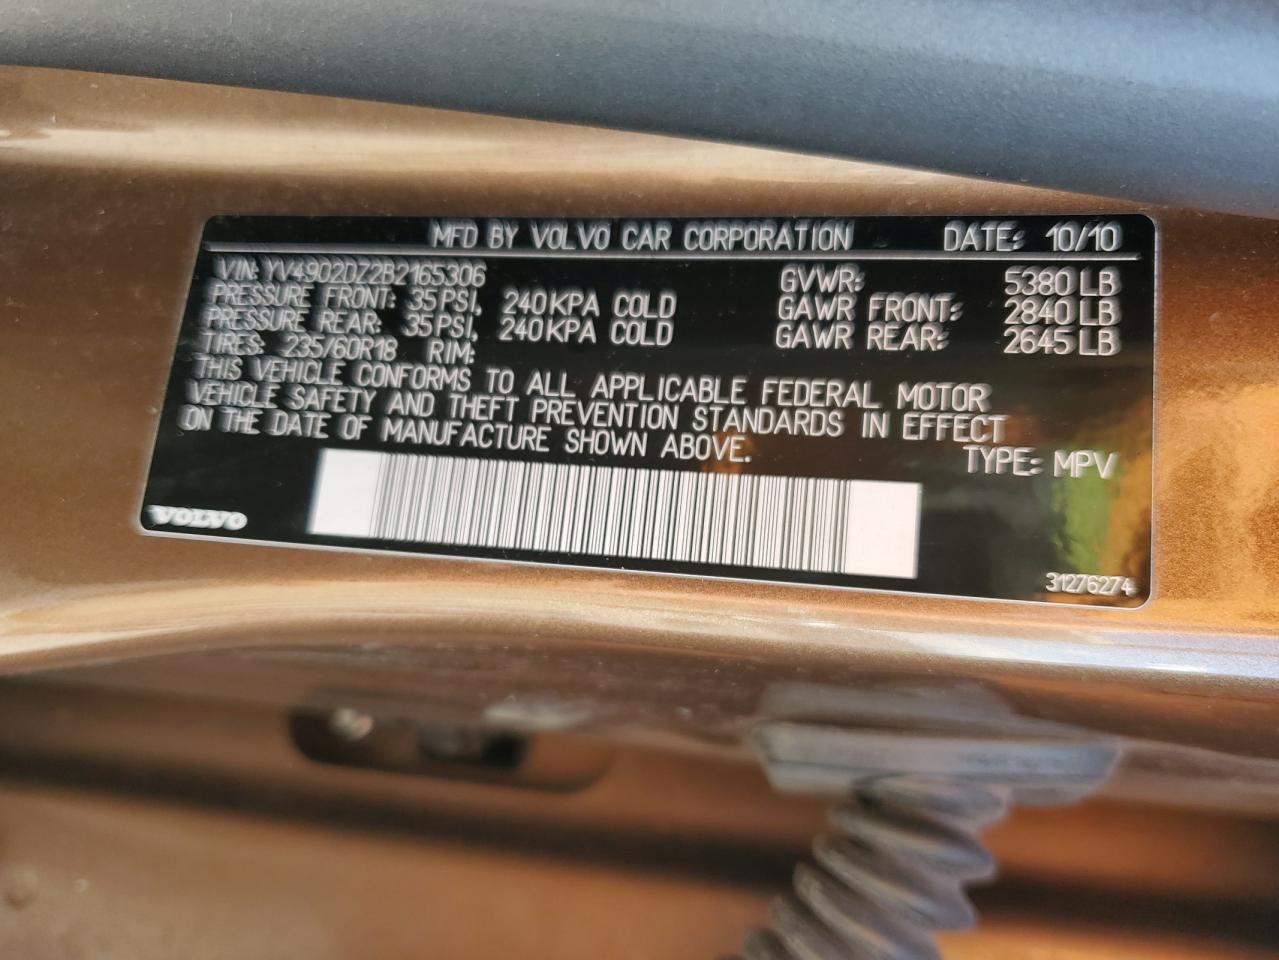 MFD BY VOLVO CAR CORPORATION DATE: 10/10
VIN: YV4902DZ2B2165306 GVWR: 5380 LB
PRESSURE FRONT: 35 PSI, 240 KPA COLD GAWR FRONT: 2840 LB
PRESSURE REAR: 35 PSI, 240 KPA COLD GAWR REAR: 2645 LB
TIRES: 235/60R18 RIM:
THIS VEHICLE CONFORMS TO ALL APPLICABLE FEDERAL MOTOR
VEHICLE SAFETY AND THEFT PREVENTION STANDARDS IN EFFECT
ON THE DATE OF MANUFACTURE SHOWN ABOVE.
TYPE: MPV
VOLVO
31276274